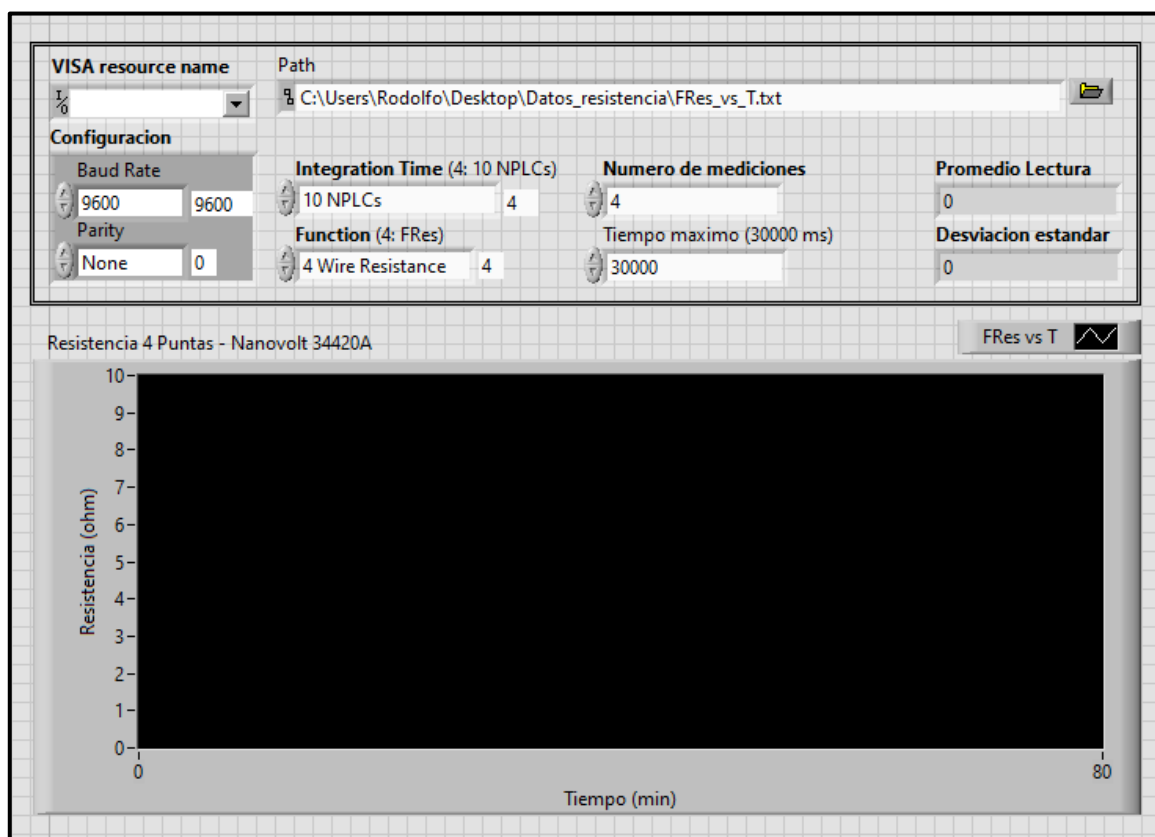 VISA resource name
Path
I/O
C:\Users\Rodolfo\Desktop\Datos_resistencia\FRes_vs_T.txt
Configuracion
Baud Rate
9600 9600
Parity
None 0
Integration Time (4: 10 NPLCs)
10 NPLCs 4
Function (4: FRes)
4 Wire Resistance 4
Numero de mediciones
4
Tiempo maximo (30000 ms)
30000
Promedio Lectura
0
Desviacion estandar
0
Resistencia 4 Puntas - Nanovolt 34420A
FRes vs T
Resistencia (ohm)
10
9
8
7
6
5
4
3
2
1
0
0 80
Tiempo (min)